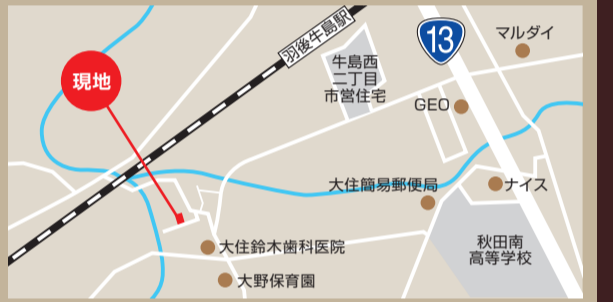 羽後牛島駅
13
マルダイ
現地
牛島西
二丁目
市営住宅
GEO
大住簡易郵便局
ナイス
大住鈴木歯科医院
秋田南
高等学校
大野保育園